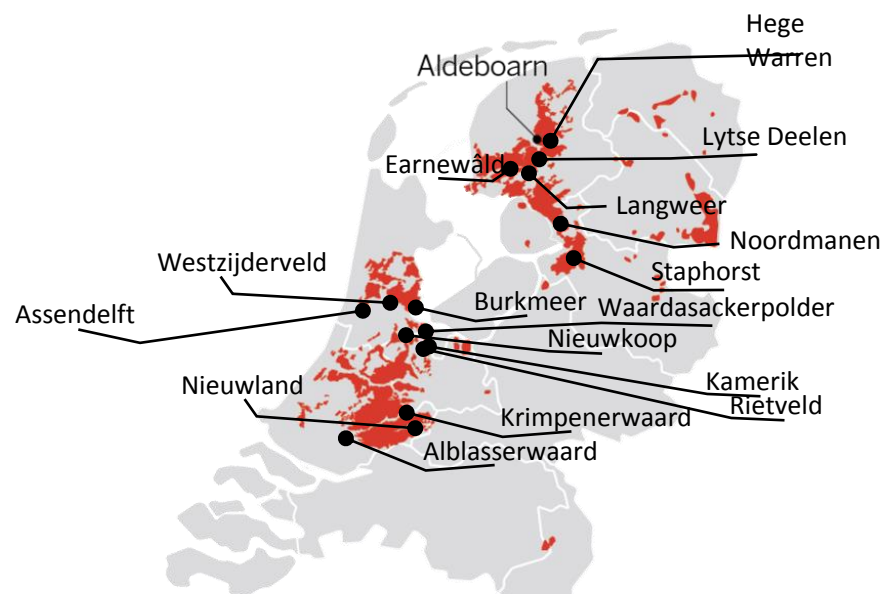 Hege
Warren
Aldeboarn
Lytse Deelen
Earnewâld
Langweer
Noordmanen
Staphorst
Westzijderveld
Burkmeer
Waardasackerpolder
Assendelft
Nieuwkoop
Kamerik
Nieuwland
Rietveld
Krimpenerwaard
Alblasserwaard